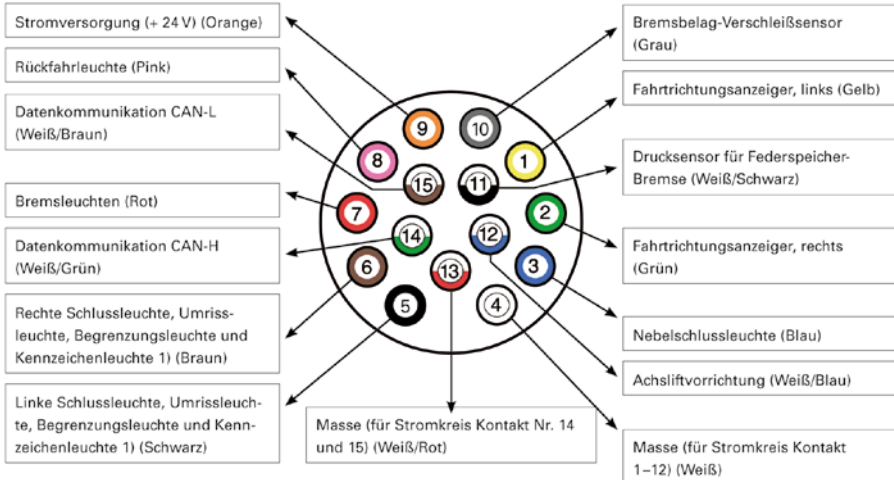 Stromversorgung (+ 24 V) (Orange)
Rückfahrleuchte (Pink)
Datenkommunikation CAN-L
(Weiß/Braun)
Bremsleuchten (Rot)
Datenkommunikation CAN-H
(Weiß/Grün)
Rechte Schlussleuchte, Umriss-
leuchte, Begrenzungsleuchte und
Kennzeichenleuchte 1) (Braun)
Linke Schlussleuchte, Umrissleuch-
te, Begrenzungsleuchte und Kenn-
zeichenleuchte 1) (Schwarz)
9
10
8
1
15
11
7
2
14
12
6
13
3
5
4
Masse (für Stromkreis Kontakt Nr. 14
und 15) (Weiß/Rot)
Bremsbelag-Verschleißsensor
(Grau)
Fahrtrichtungsanzeiger, links (Gelb)
Drucksensor für Federspeicher-
Bremse (Weiß/Schwarz)
Fahrtrichtungsanzeiger, rechts
(Grün)
Nebelschlussleuchte (Blau)
Achsliftvorrichtung (Weiß/Blau)
Masse (für Stromkreis Kontakt
1–12) (Weiß)